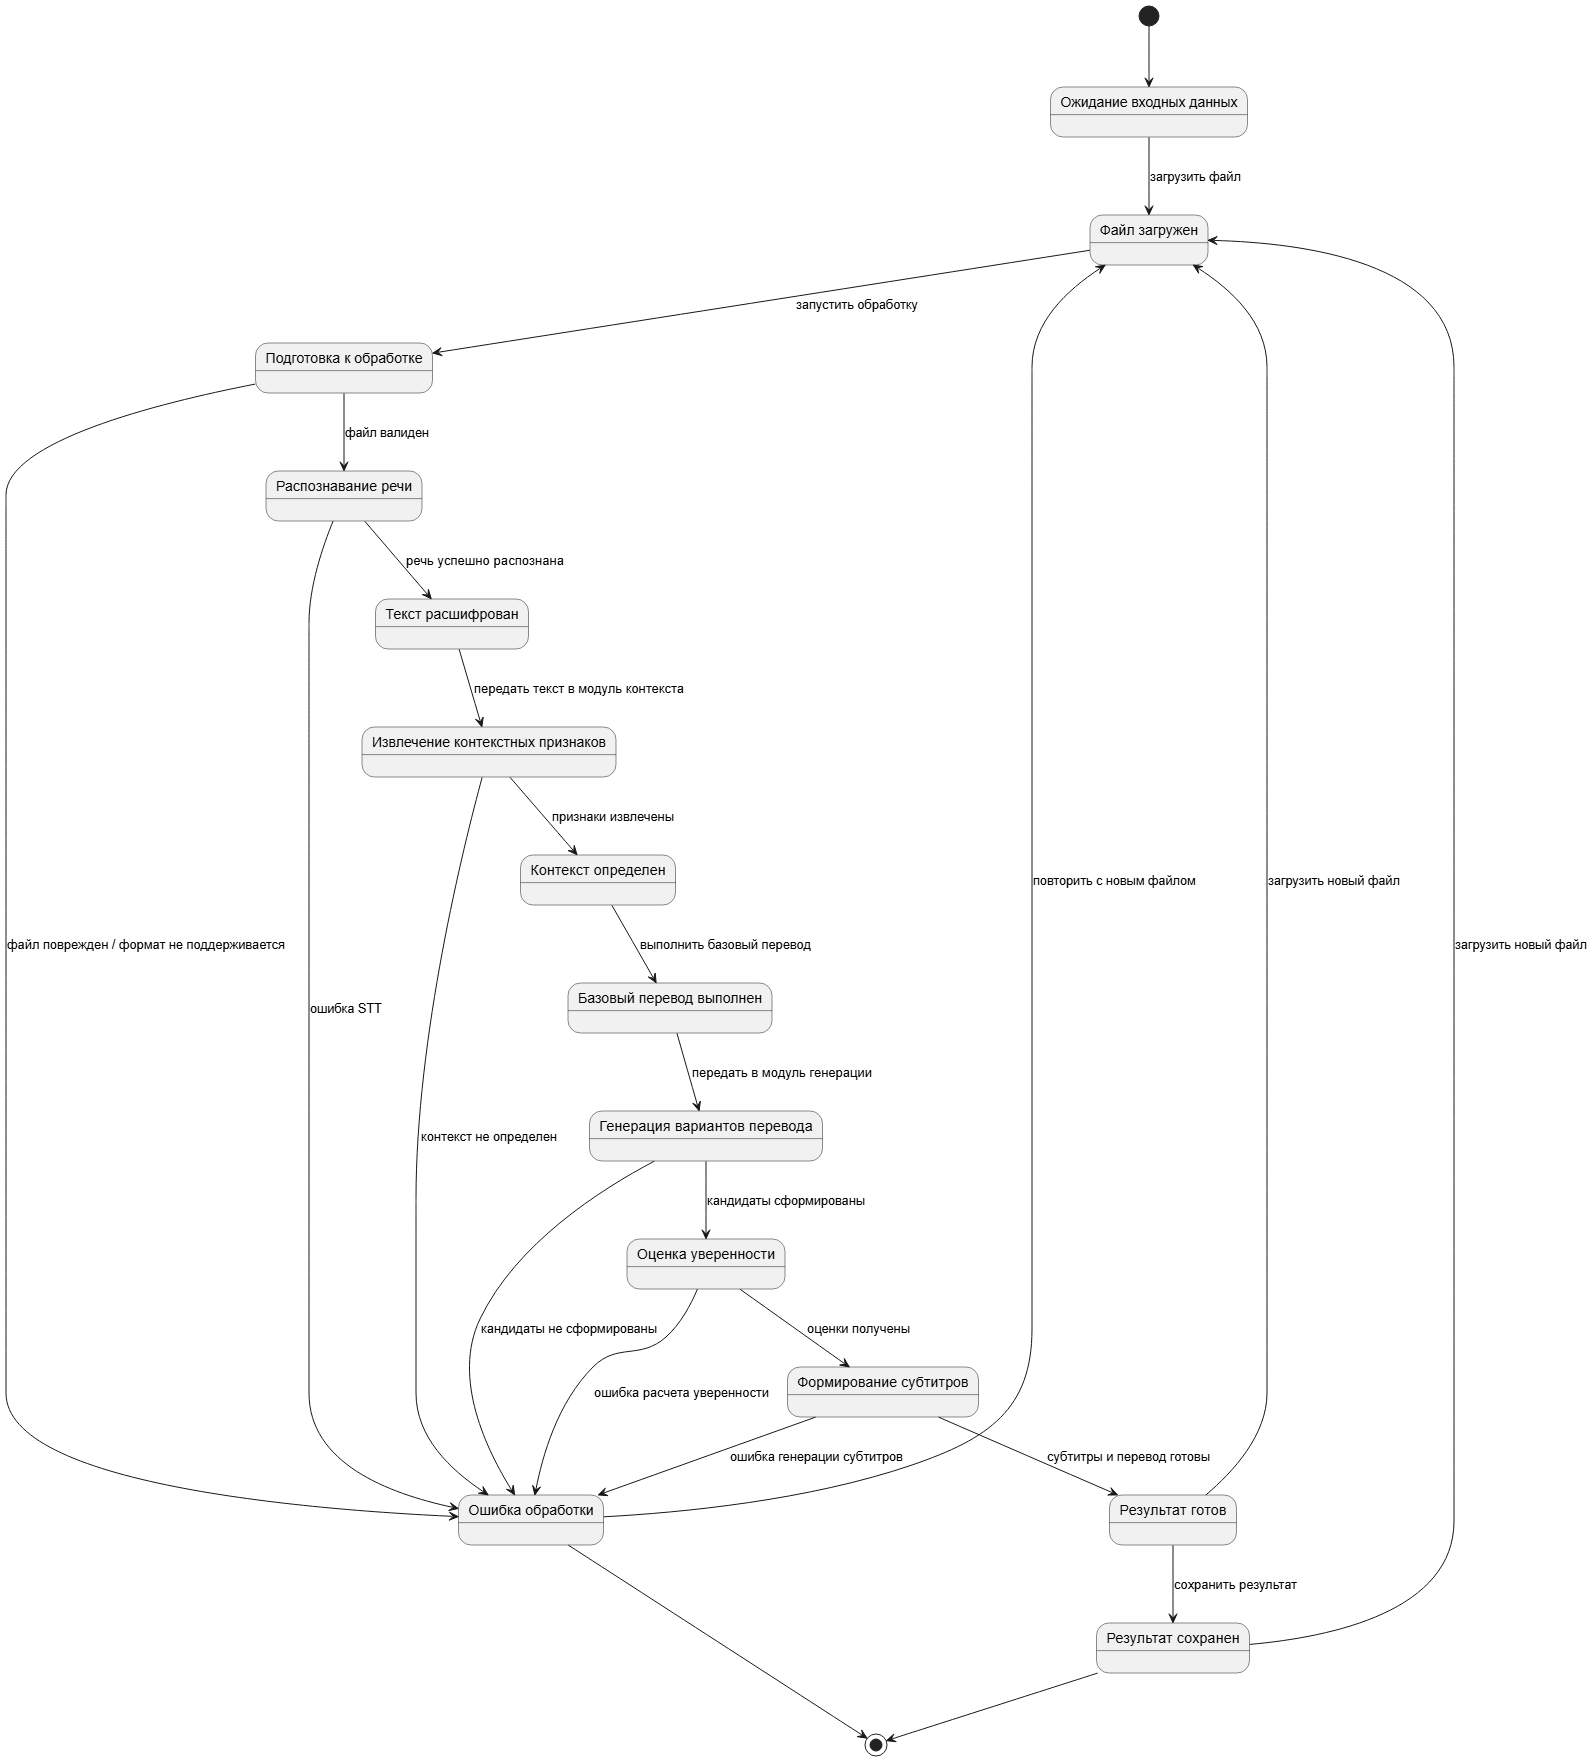 Ожидание входных данных
загрузить файл
Файл загружен
запустить обработку
Подготовка к обработке
файл валиден
Распознавание речи
речь успешно распознана
Текст расшифрован
передать текст в модуль контекста
Извлечение контекстных признаков
признаки извлечены
Контекст определен
повторить с новым файлом
загрузить новый файл
файл поврежден / формат не поддерживается
выполнить базовый перевод
загрузить новый файл
Базовый перевод выполнен
ошибка STT
передать в модуль генерации
Генерация вариантов перевода
контекст не определен
кандидаты сформированы
Оценка уверенности
кандидаты не сформированы
оценки получены
Формирование субтитров
ошибка расчета уверенности
ошибка генерации субтитров
субтитры и перевод готовы
Ошибка обработки
Результат готов
сохранить результат
Результат сохранен